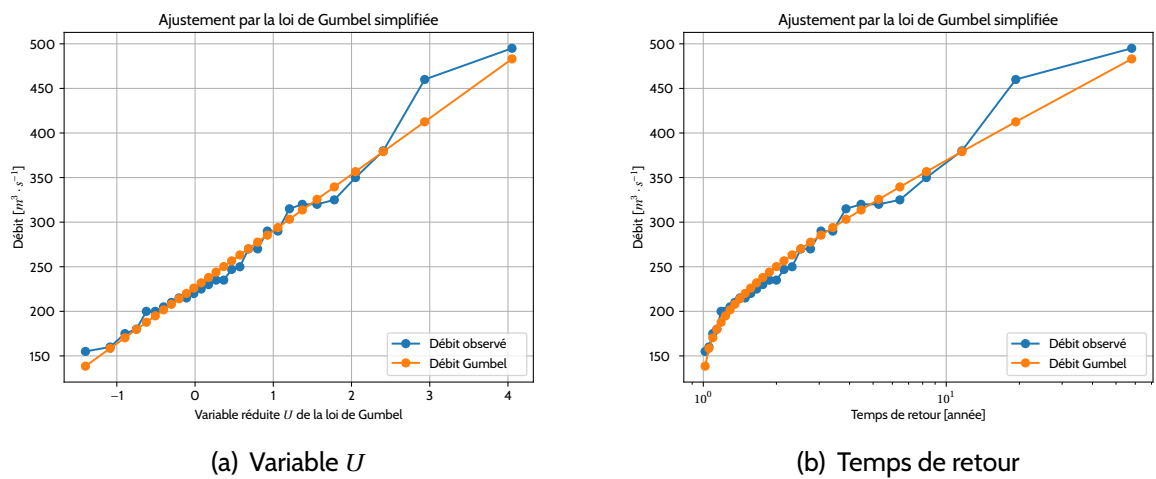 Ajustement par la loi de Gumbel simplifiée
500
450
400
350
300
250
200
150
Débit [m³ · s⁻¹]
−1
0
1
2
3
4
Variable réduite U de la loi de Gumbel
Débit observé
Débit Gumbel
(a) Variable U
Ajustement par la loi de Gumbel simplifiée
500
450
400
350
300
250
200
150
Débit [m³ · s⁻¹]
10⁰
10¹
Temps de retour [année]
Débit observé
Débit Gumbel
(b) Temps de retour